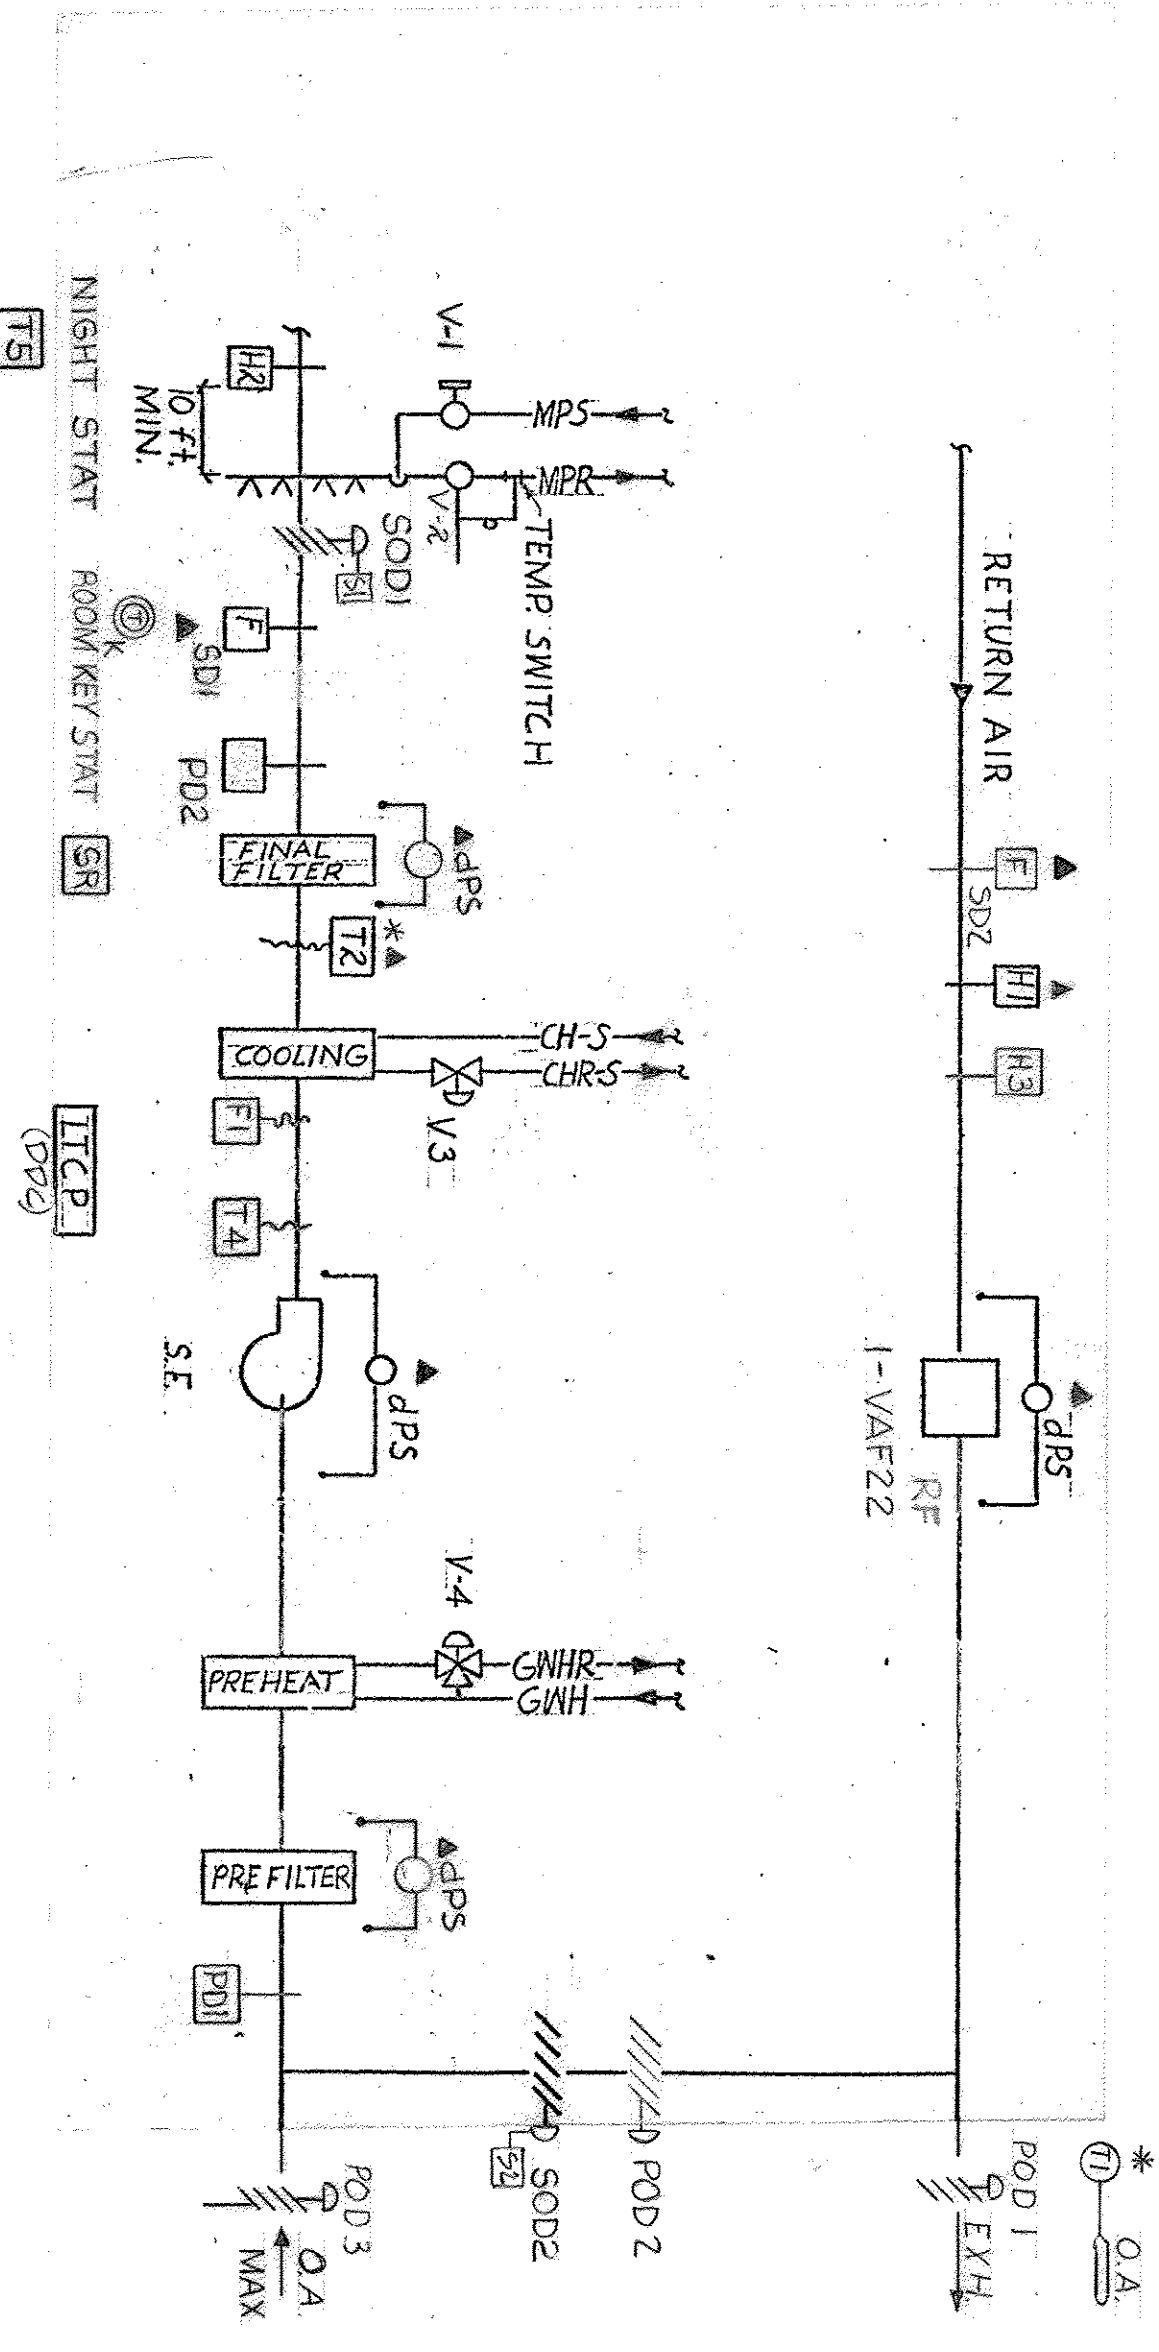 RETURN AIR
F
SD2
H1
H3
dPS
1-VAF22
RF
POD 1
EXH.
*
T1
O.A.
V-1
MPS
MPR
V-2
TEMP. SWITCH
SOD1
S1
H2
10 ft.
MIN.
F
SD1
PD2
FINAL
FILTER
dPS
T2
*
COOLING
CH-S
CHR-S
V.3
F1
T4
S.F.
dPS
V-4
GWHR
GWH
PREHEAT
PREFILTER
dPS
PD1
POD 2
SOD2
S2
POD 3
O.A
MAX
T5
NIGHT STAT
T
K
ROOM KEY STAT
SR
LTCP
(DDC)